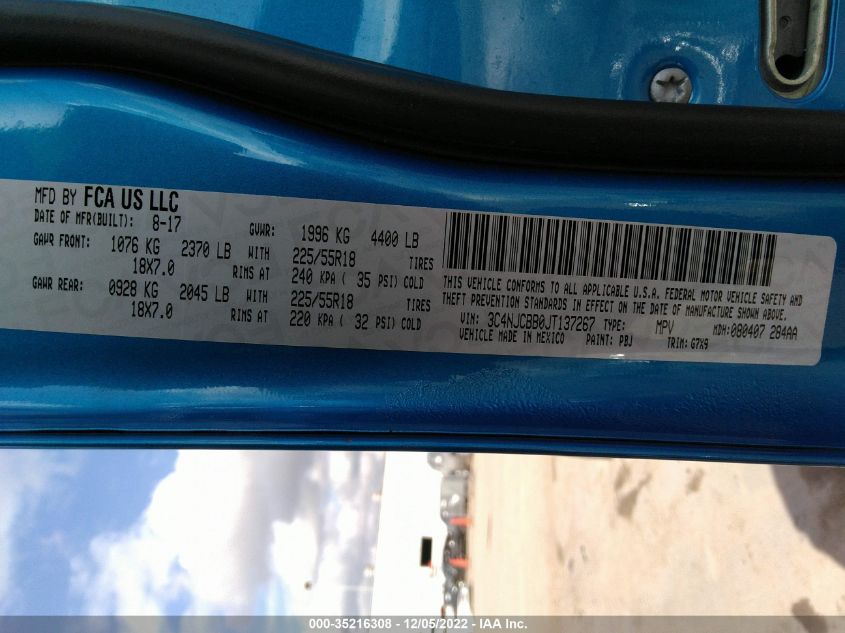 MFD BY FCA US LLC
DATE OF MFR(BUILT): 8-17 GVWR: 1996 KG 4400 LB
GAWR FRONT: 1076 KG 2370 LB WITH 225/55R18 TIRES
18X7.0 RIMS AT 240 KPA ( 35 PSI) COLD
GAWR REAR: 0928 KG 2045 LB WITH 225/55R18 TIRES
18X7.0 RIMS AT 220 KPA ( 32 PSI) COLD
THIS VEHICLE CONFORMS TO ALL APPLICABLE U.S.A. FEDERAL MOTOR VEHICLE SAFETY AND
THEFT PREVENTION STANDARDS IN EFFECT ON THE DATE OF MANUFACTURE SHOWN ABOVE.
VIN: 3C4NJCBB0JT137267 TYPE: MPV MDH:080407 284AA
VEHICLE MADE IN MEXICO PAINT: PBJ TRIM: G7X9
000-35216308 - 12/05/2022 - IAA Inc.